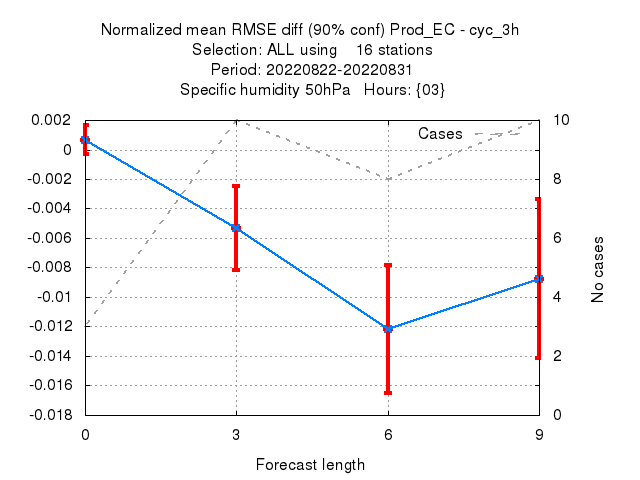 Normalized mean RMSE diff (90% conf) Prod_EC - cyc_3h
Selection: ALL using    16 stations
Period: 20220822-20220831
Specific humidity 50hPa   Hours: {03}
Cases
0.002
0
-0.002
-0.004
-0.006
-0.008
-0.01
-0.012
-0.014
-0.016
-0.018
10
8
6
4
2
0
No cases
0 3 6 9
Forecast length